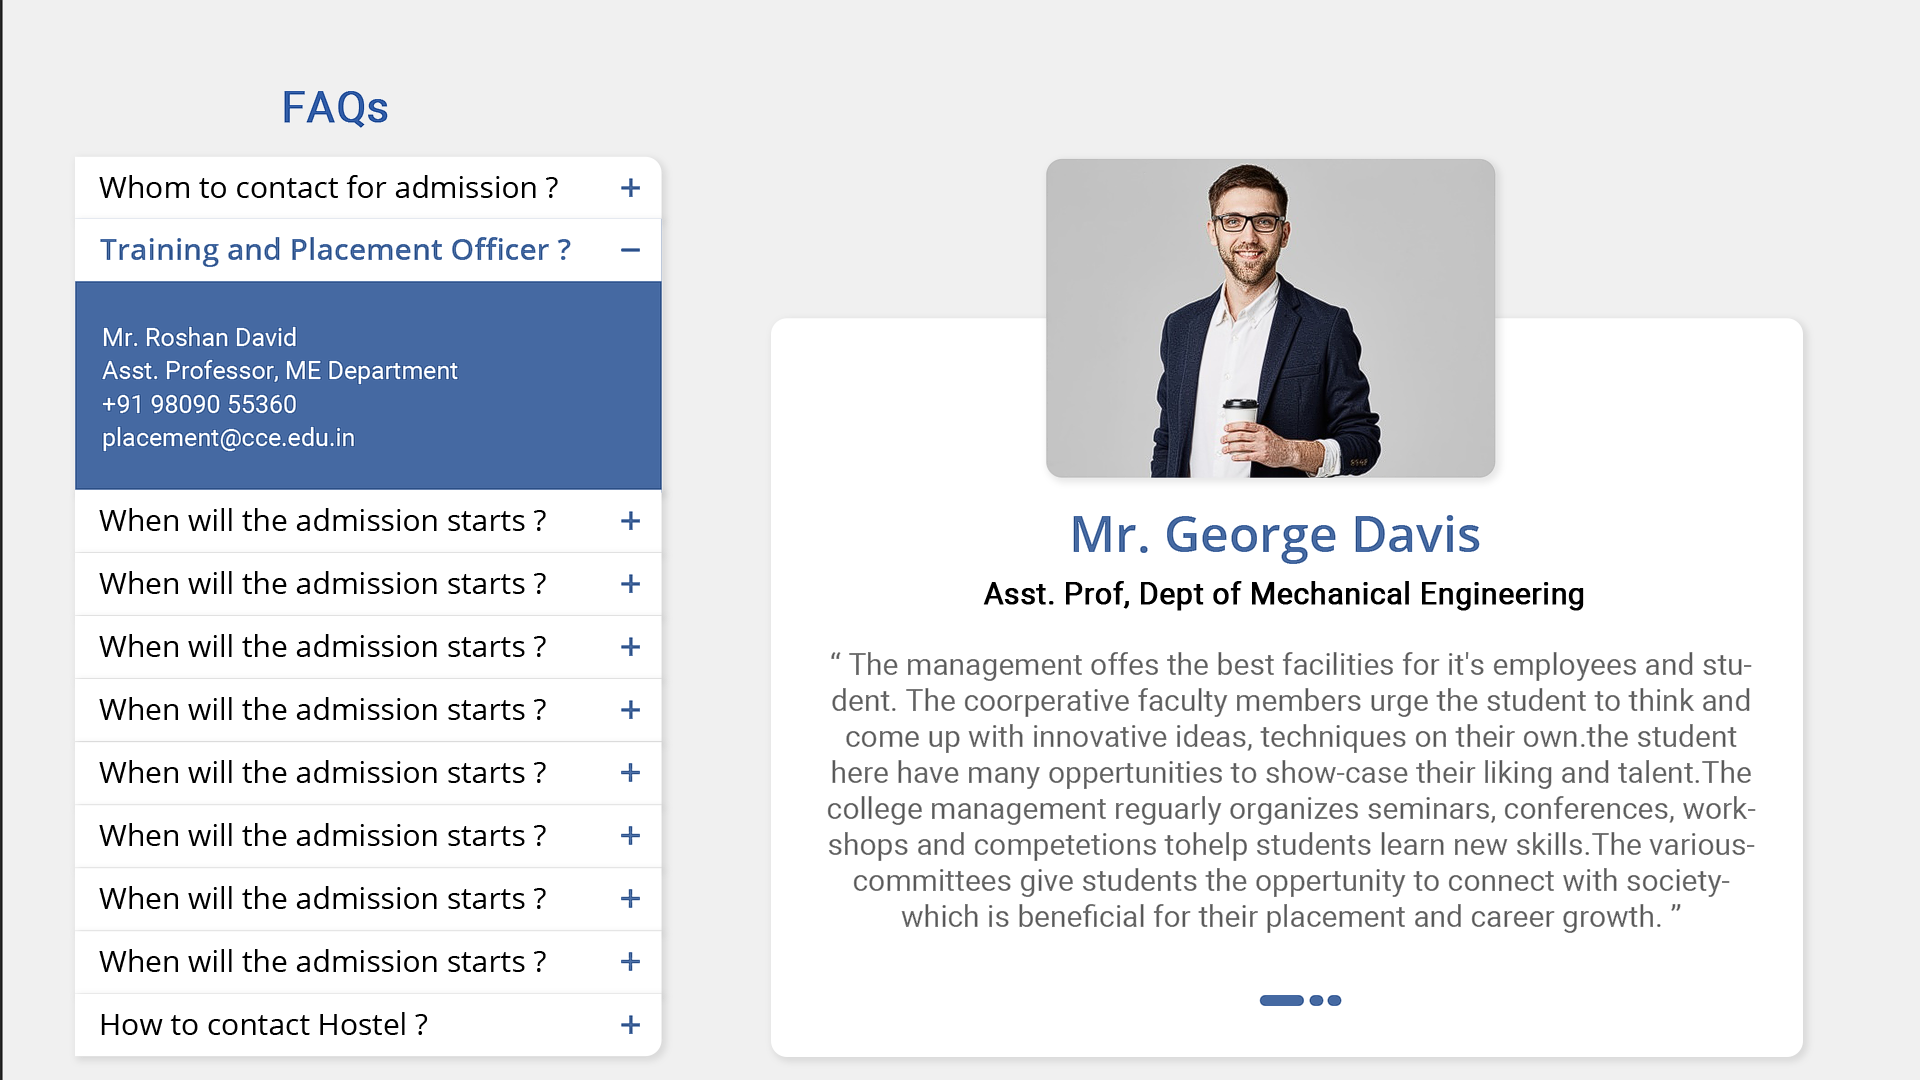 FAQs
Whom to contact for admission ?
Training and Placement Officer ?
Mr. Roshan David
Asst. Professor, ME Department
+91 98090 55360
placement@cce.edu.in
When will the admission starts ?
When will the admission starts ?
When will the admission starts ?
When will the admission starts ?
When will the admission starts ?
When will the admission starts ?
When will the admission starts ?
When will the admission starts ?
How to contact Hostel ?
Mr. George Davis
Asst. Prof, Dept of Mechanical Engineering
“ The management offes the best facilities for it's employees and stu-
dent. The coorperative faculty members urge the student to think and
come up with innovative ideas, techniques on their own.the student
here have many oppertunities to show-case their liking and talent.The
college management reguarly organizes seminars, conferences, work-
shops and competetions tohelp students learn new skills.The various-
committees give students the oppertunity to connect with society-
which is beneficial for their placement and career growth. ”